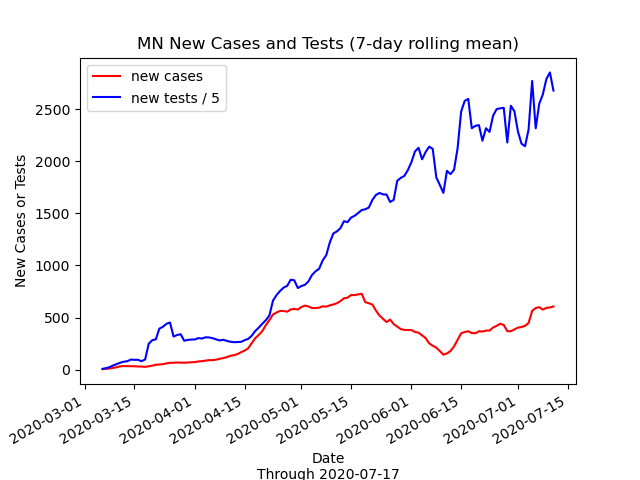 MN New Cases and Tests (7-day rolling mean)
new cases
new tests / 5
New Cases or Tests
2500
2000
1500
1000
500
0
2020-03-01
2020-03-15
2020-04-01
2020-04-15
2020-05-01
2020-05-15
2020-06-01
2020-06-15
2020-07-01
2020-07-15
Date
Through 2020-07-17